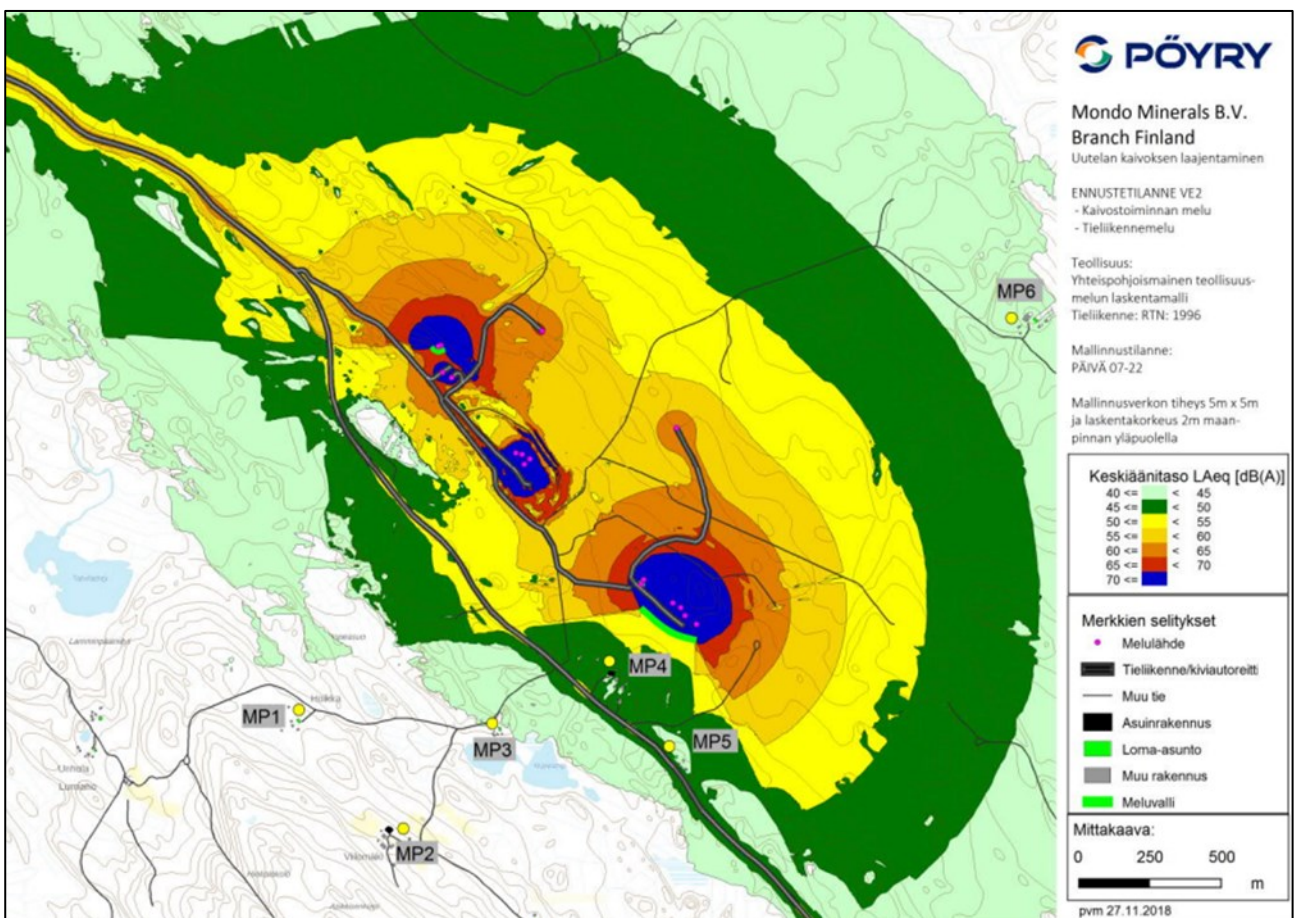 PÖYRY
Mondo Minerals B.V.
Branch Finland
Uutelan kaivoksen laajentaminen
ENNUSTETILANNE VE2
- Kaivostoiminnan melu
- Tieliikennemelu
Teollisuus:
Yhteispohjoismainen teollisuus-
melun laskentamalli
Tieliikenne: RTN: 1996
Mallinnustilanne:
PÄIVÄ 07-22
Mallinnusverkon tiheys 5m x 5m
ja laskentakorkeus 2m maan-
pinnan yläpuolella
Keskiäänitaso LAeq [dB(A)]
40 <= < 45
45 <= < 50
50 <= < 55
55 <= < 60
60 <= < 65
65 <= < 70
70 <=
Merkkien selitykset
Melulähde
Tieliikenne/kiviautoreitti
Muu tie
Asuinrakennus
Loma-asunto
Muu rakennus
Meluvalli
Mittakaava:
0 250 500
m
pvm 27.11.2018
MP6
MP4
MP1
MP3
MP5
MP2